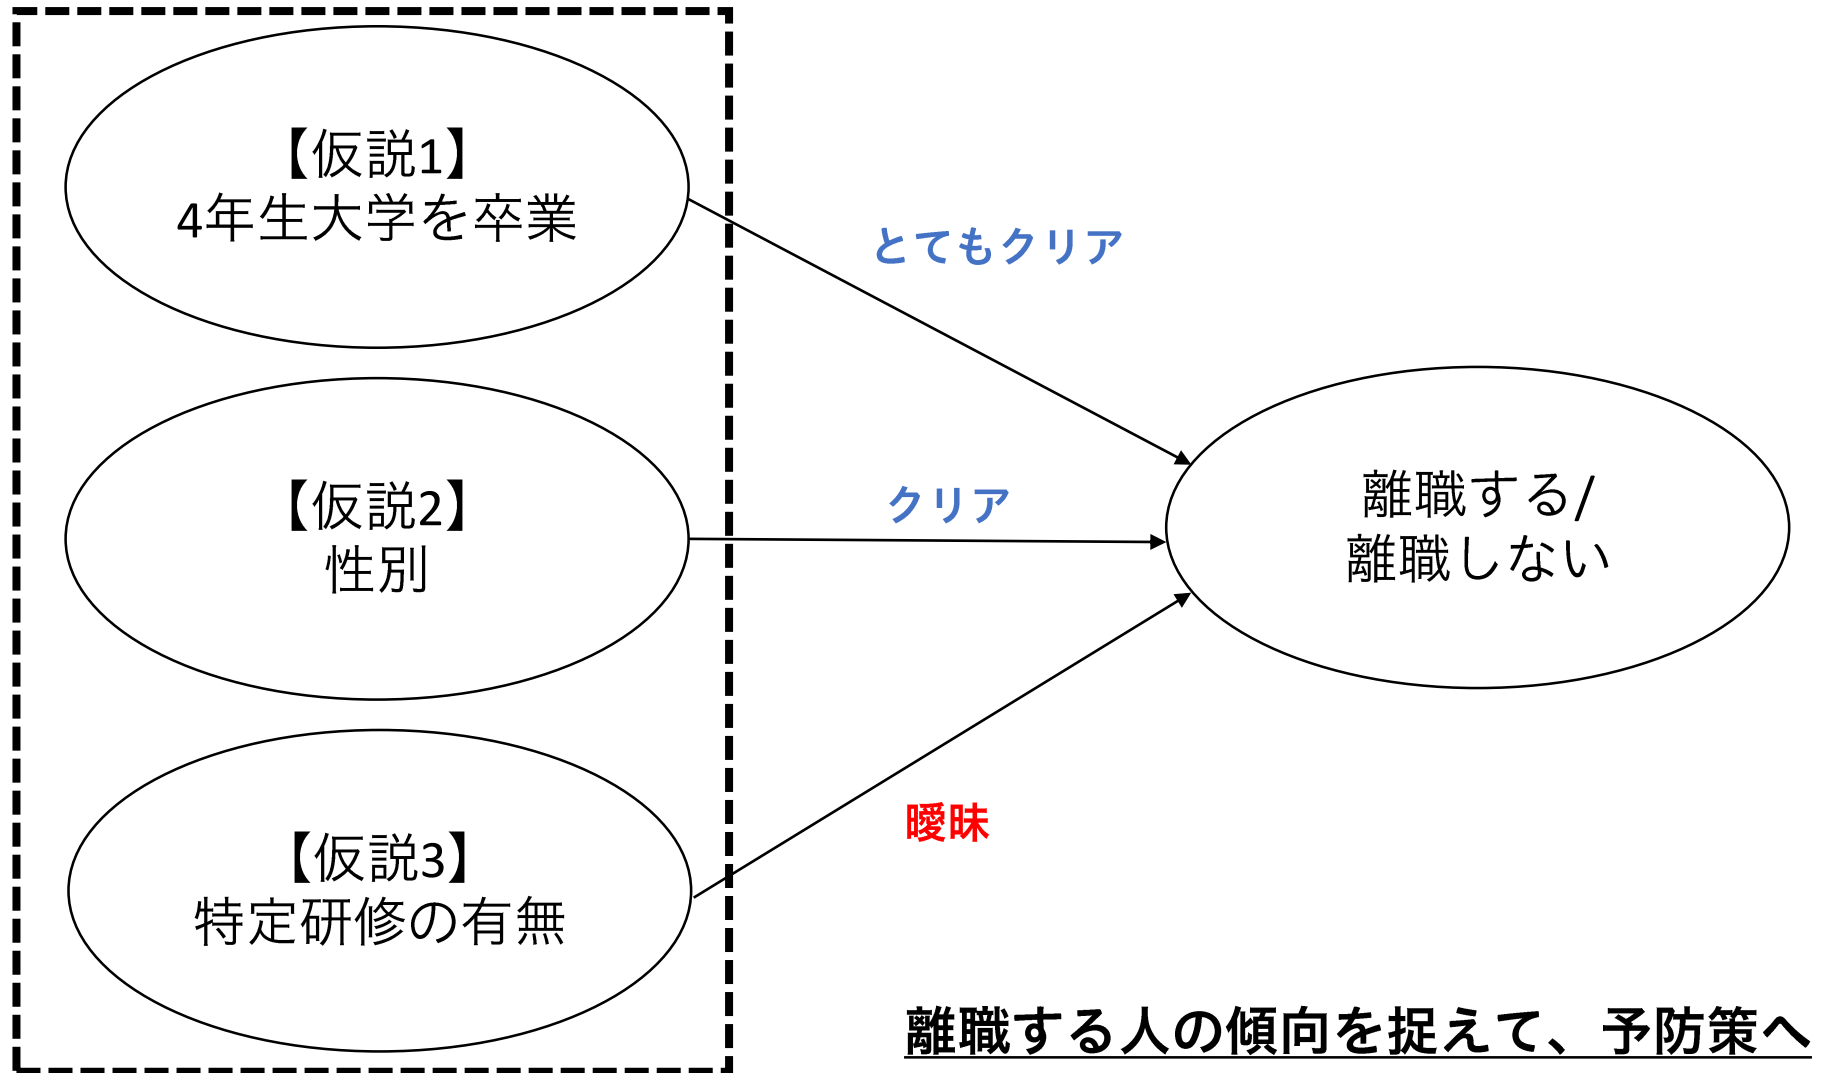 【仮説1】
4年生大学を卒業
とてもクリア
【仮説2】
性別
クリア
離職する/
離職しない
【仮説3】
特定研修の有無
曖昧
離職する人の傾向を捉えて、予防策へ